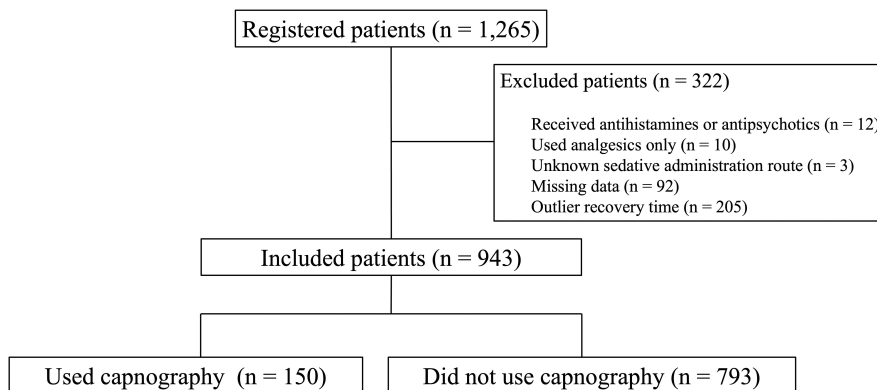 Registered patients (n = 1,265)
Excluded patients (n = 322)
Received antihistamines or antipsychotics (n = 12)
Used analgesics only (n = 10)
Unknown sedative administration route (n = 3)
Missing data (n = 92)
Outlier recovery time (n = 205)
Included patients (n = 943)
Used capnography (n = 150)
Did not use capnography (n = 793)